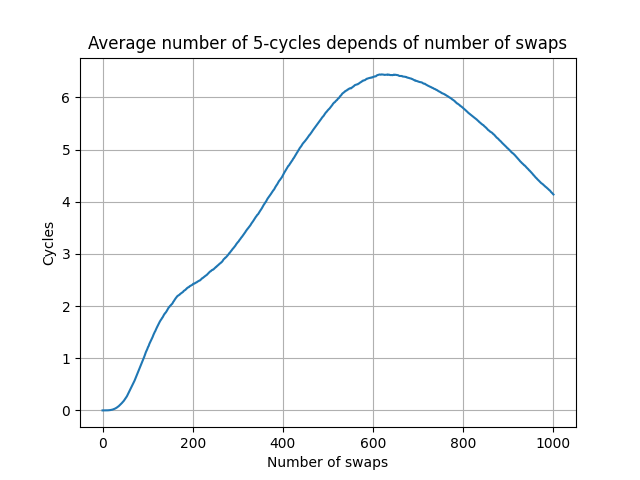 Average number of 5-cycles depends of number of swaps
6
5
4
3
2
1
0
Cycles
0 200 400 600 800 1000
Number of swaps